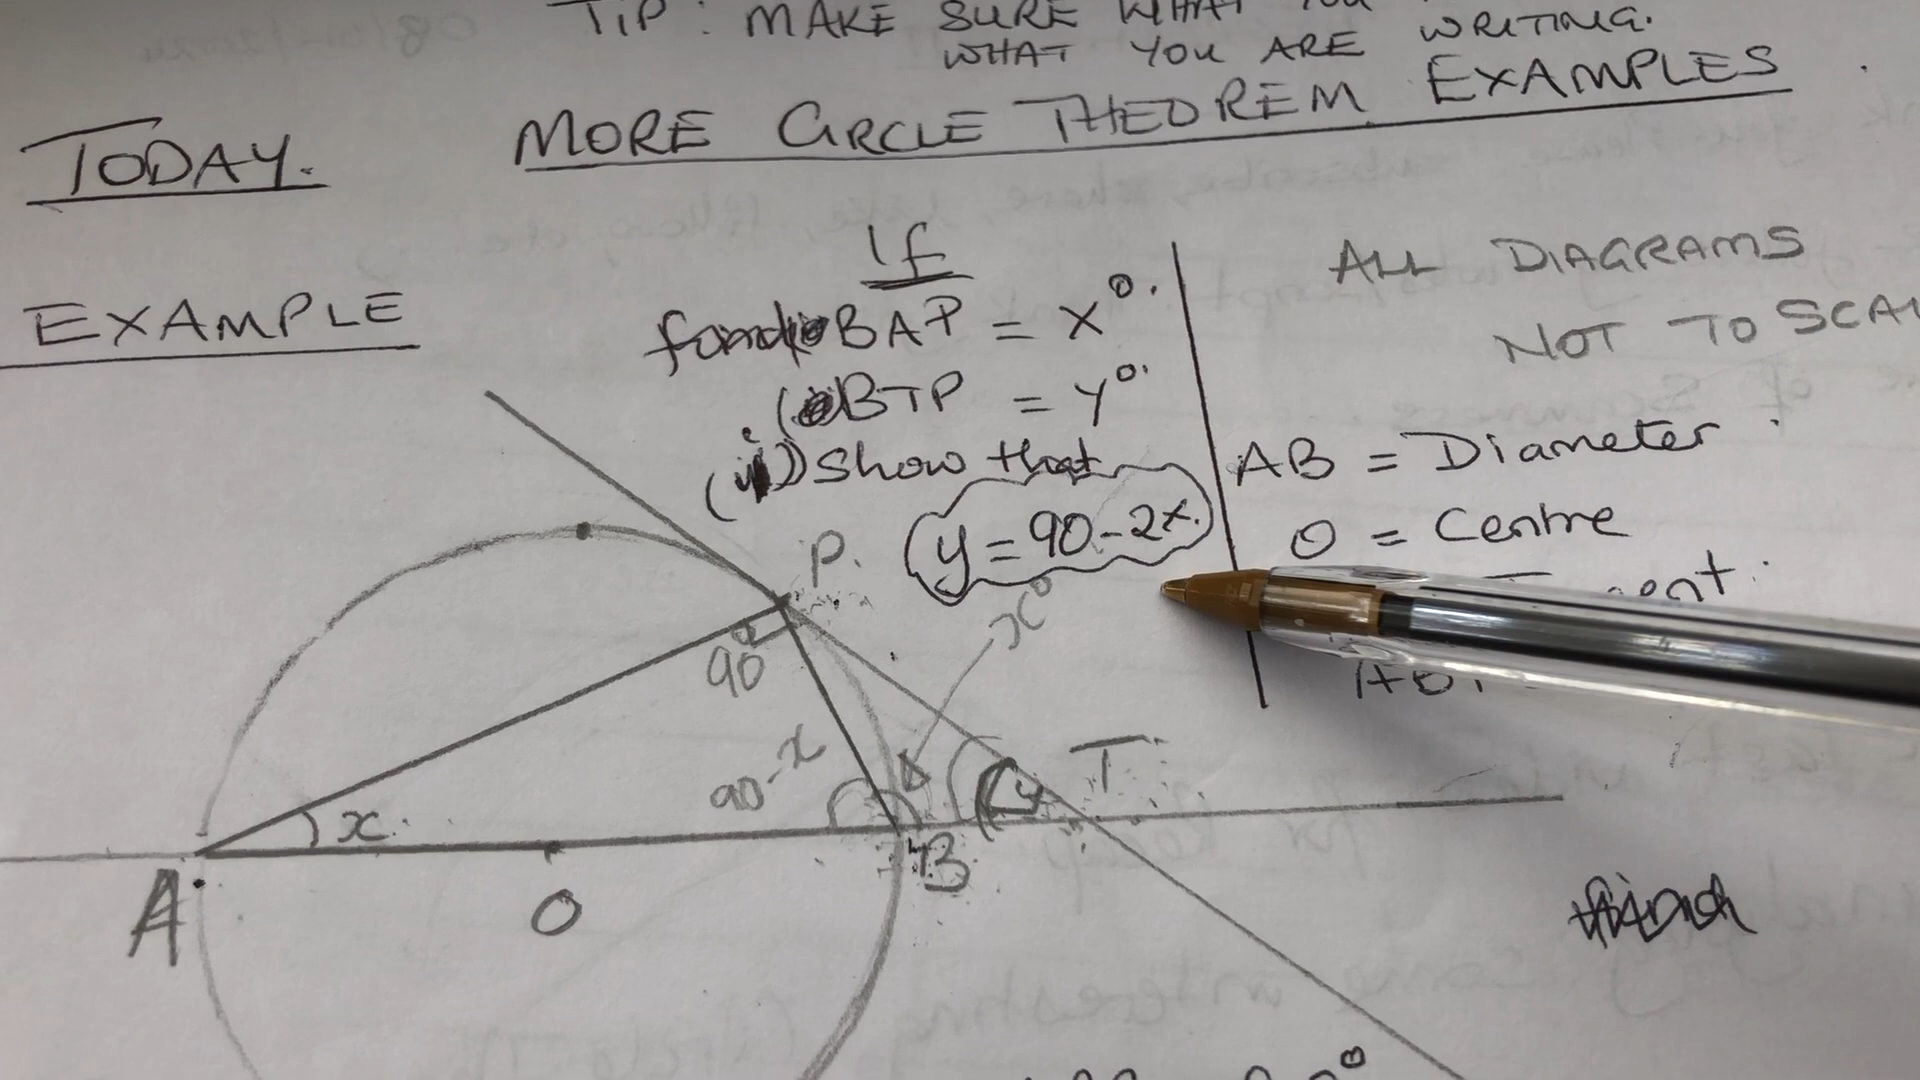 TIP: MAKE SURE WHAT YOU
WHAT YOU ARE WRITING.
TODAY.
MORE CIRCLE THEOREM EXAMPLES
EXAMPLE
If
BAP = x°.
BTP = y°.
Show that
y = 90 - 2x.
ALL DIAGRAMS
NOT TO SCA
AB = Diameter
O = Centre
P.
90
x°
90-x
x
y
T
A
O
B